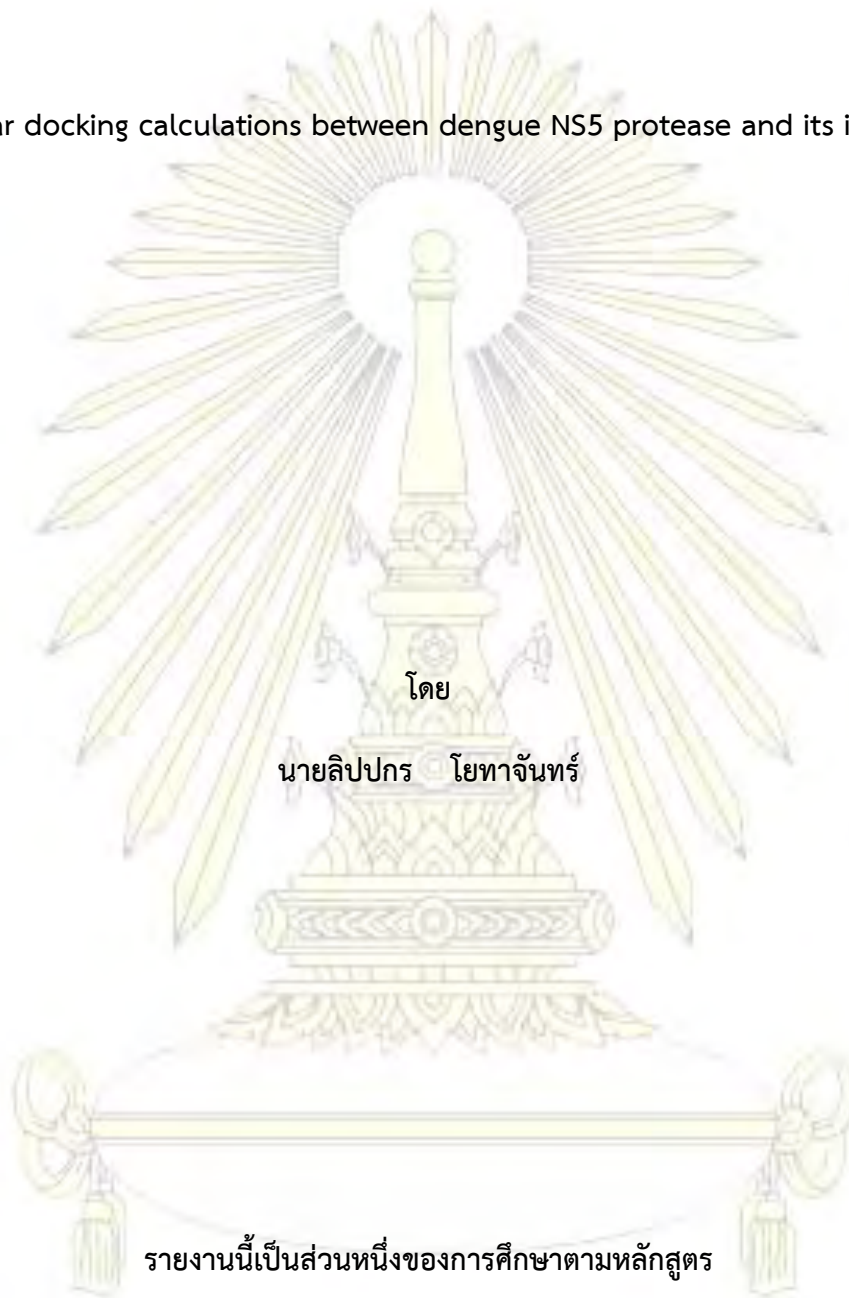 ar docking calculations between dengue NS5 protease and its i
โดย
นายลิปปกร โยทาจันทร์
รายงานนี้เป็นส่วนหนึ่งของการศึกษาตามหลักสูตร